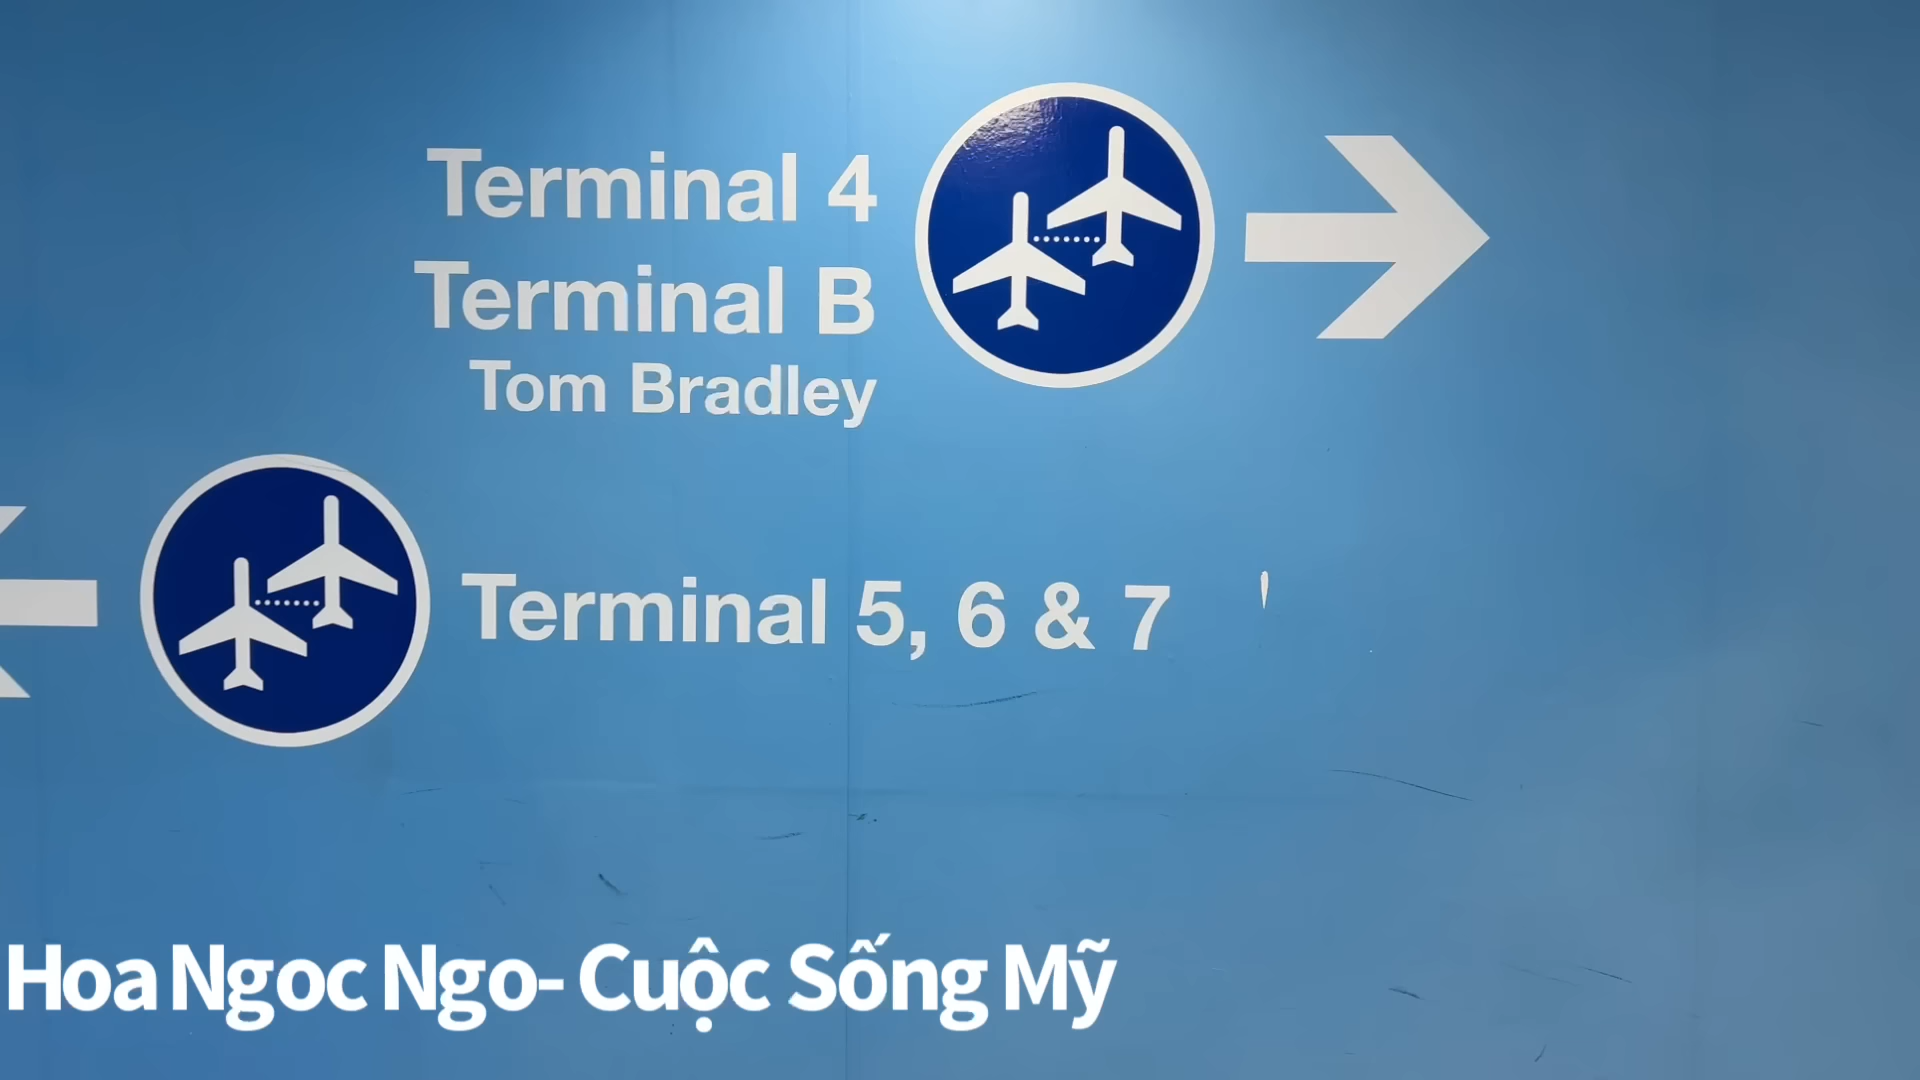 Terminal 4
Terminal B
Tom Bradley
Terminal 5, 6 & 7
Hoa Ngoc Ngo- Cuộc Sống Mỹ